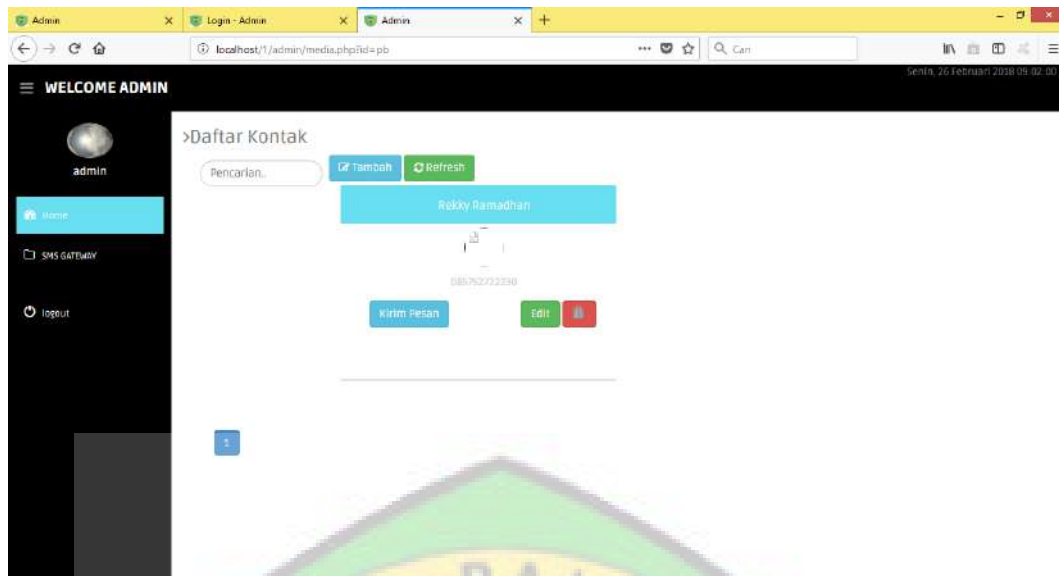 Admin
Login - Admin
Admin
localhost/1/admin/media.php?id=pb
Cari
WELCOME ADMIN
Senin, 26 Februari 2018 09:02:00
admin
Home
SMS GATEWAY
logout
>Daftar Kontak
Pencarian..
Tambah
Refresh
Rekky Ramadhan
Kirim Pesan
Edit
1